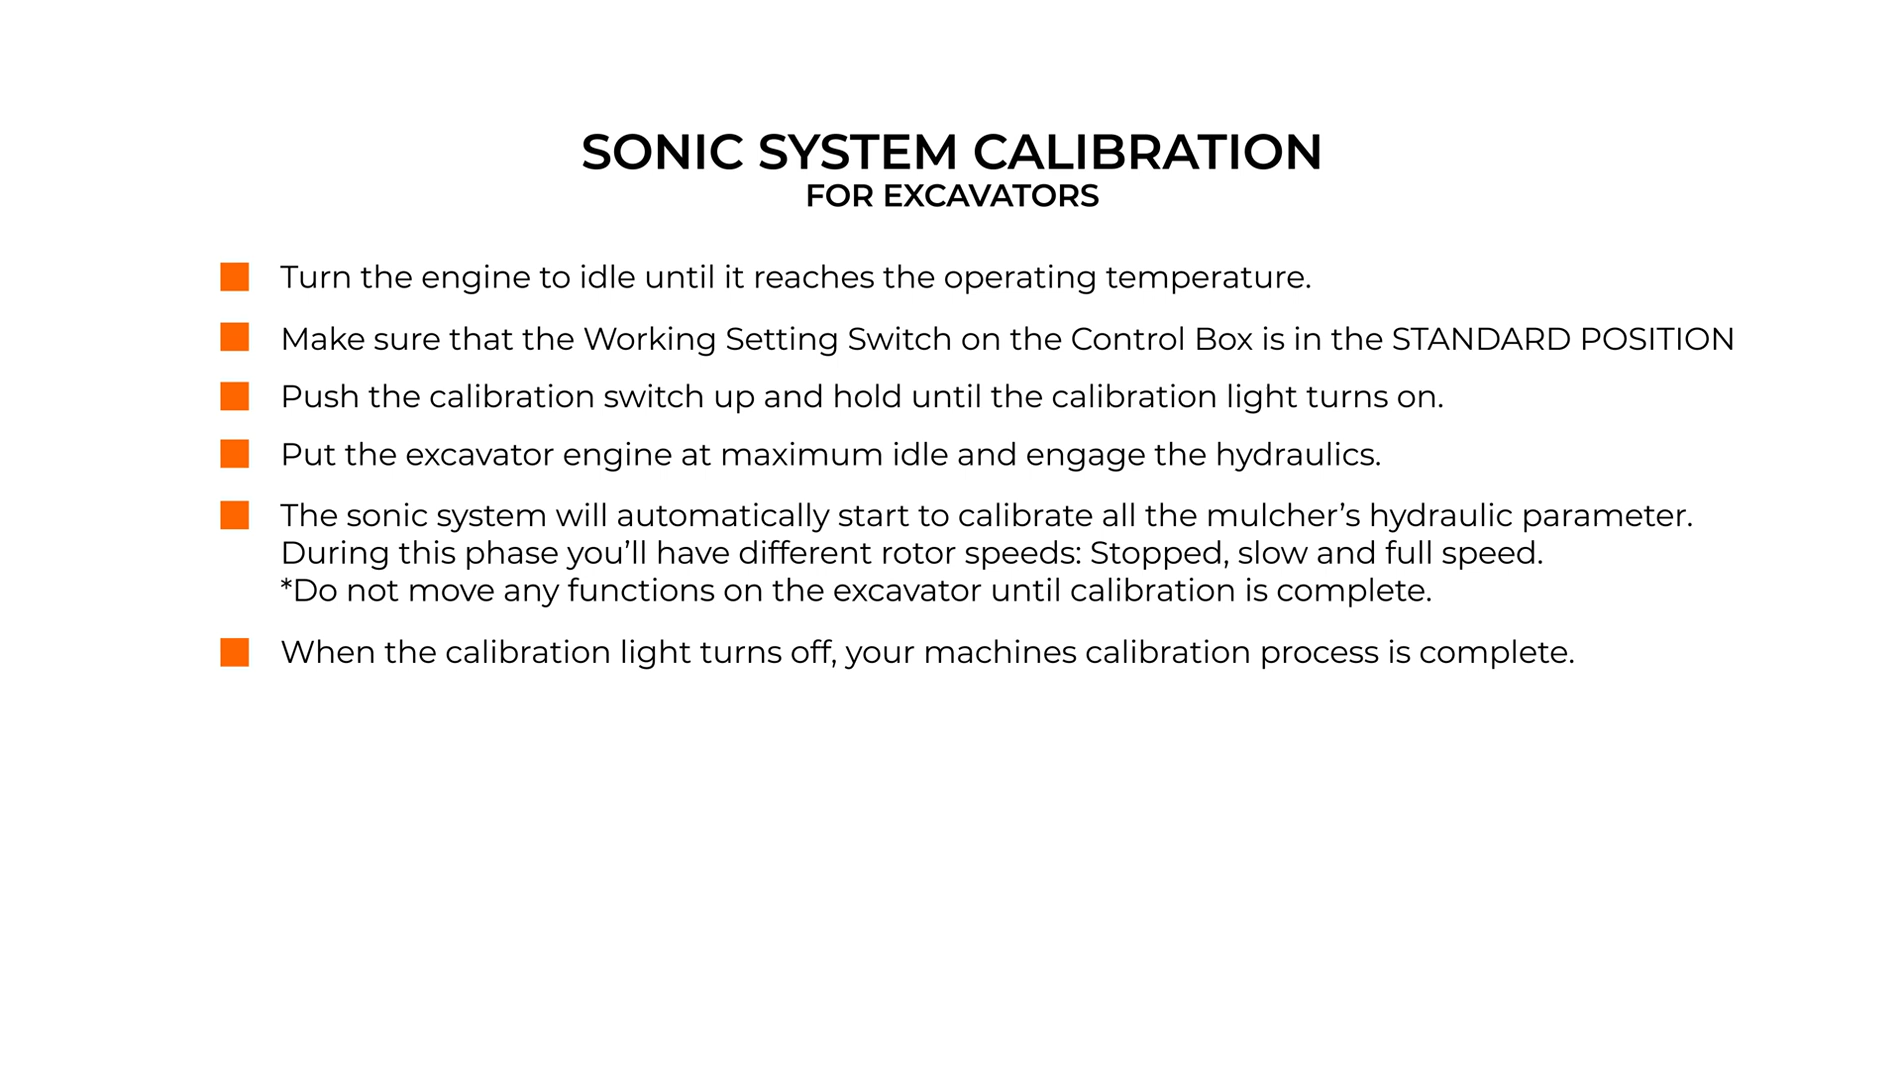 SONIC SYSTEM CALIBRATION
FOR EXCAVATORS
Turn the engine to idle until it reaches the operating temperature.
Make sure that the Working Setting Switch on the Control Box is in the STANDARD POSITION
Push the calibration switch up and hold until the calibration light turns on.
Put the excavator engine at maximum idle and engage the hydraulics.
The sonic system will automatically start to calibrate all the mulcher’s hydraulic parameter.
During this phase you’ll have different rotor speeds: Stopped, slow and full speed.
*Do not move any functions on the excavator until calibration is complete.
When the calibration light turns off, your machines calibration process is complete.